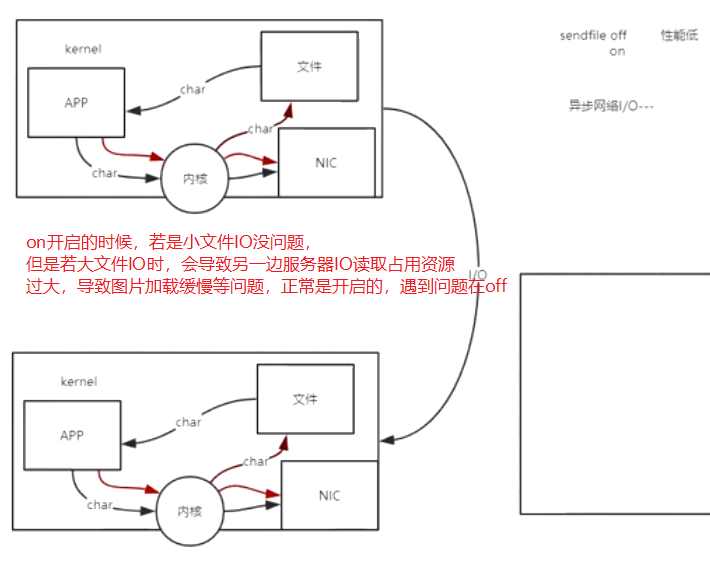 sendfile off 性能低
on
kernel
文件
char
APP
char
异步网络I/O---
char
内核
NIC
on开启的时候，若是小文件IO没问题，
但是若大文件IO时，会导致另一边服务器IO读取占用资源
过大，导致图片加载缓慢等问题，正常是开启的，遇到问题在off
I/O
kernel
文件
char
APP
char
char
内核
NIC